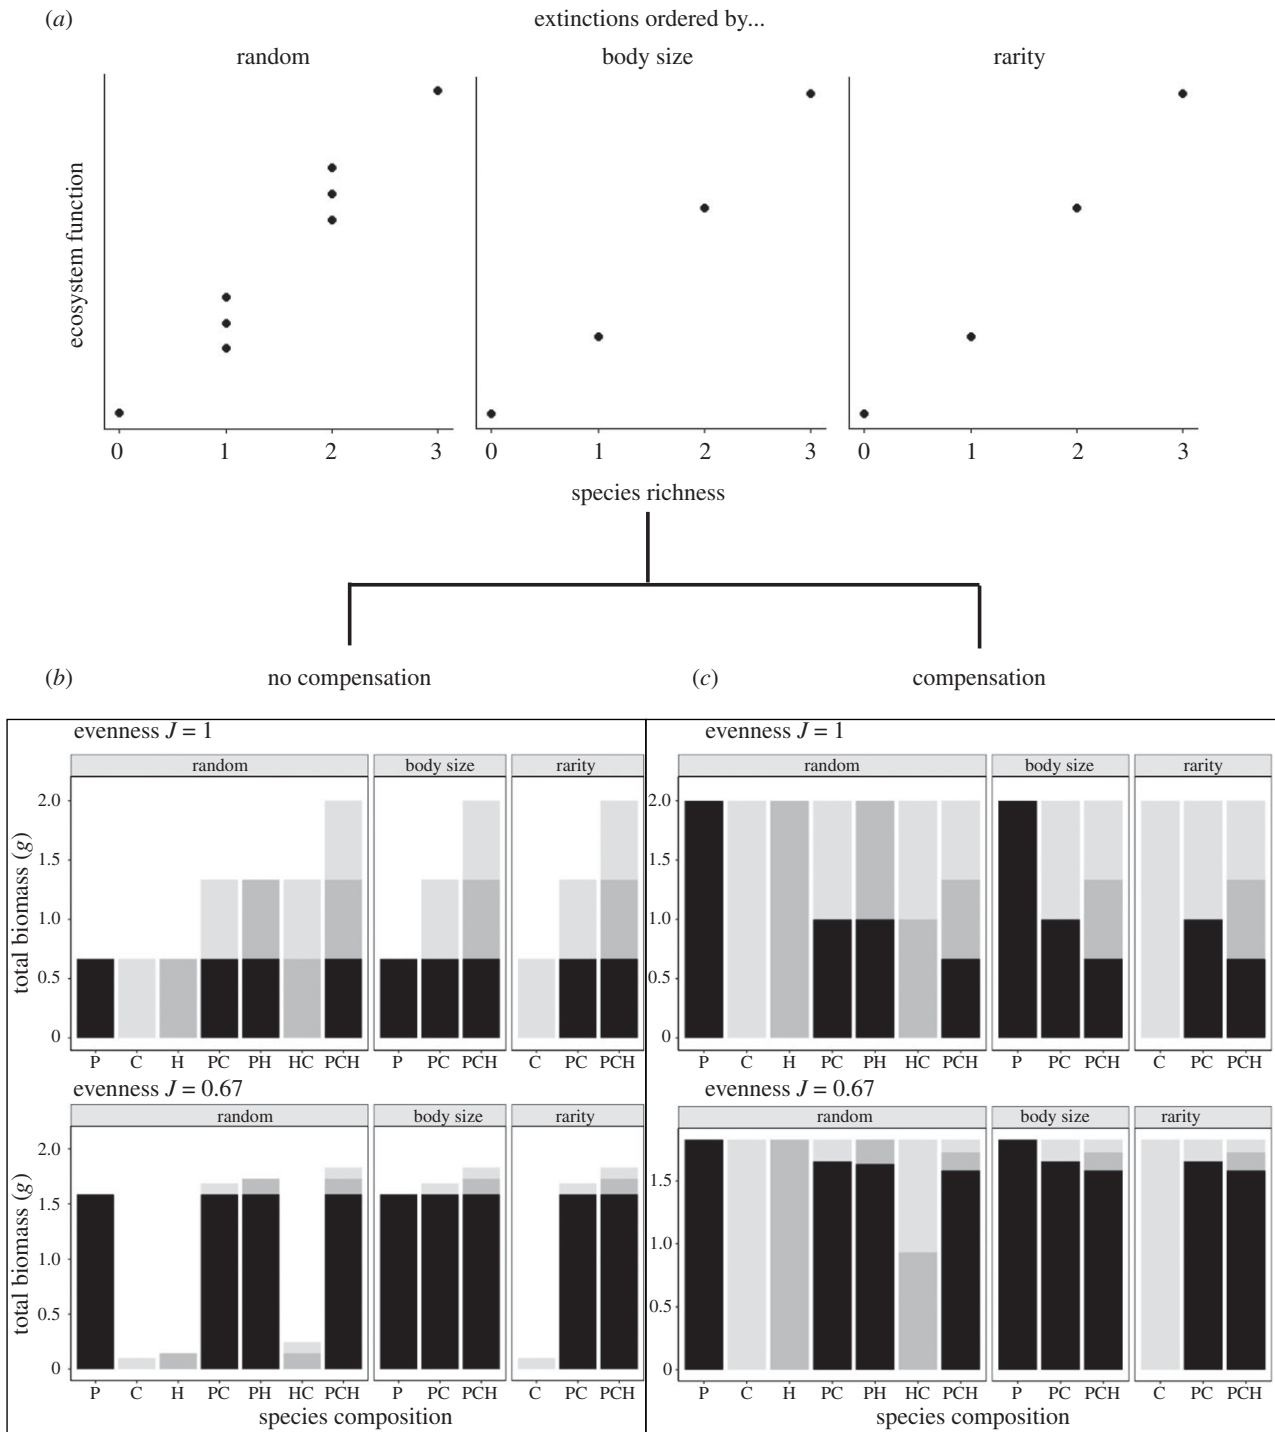 (a)
extinctions ordered by...
random body size rarity
ecosystem function
0 1 2 3 0 1 2 3 0 1 2 3
species richness
(b) no compensation
evenness J = 1
random body size rarity
total biomass (g)
2.0
1.5
1.0
0.5
0
P C H PC PH HC PCH P PC PCH C PC PCH
evenness J = 0.67
random body size rarity
total biomass (g)
2.0
1.5
1.0
0.5
0
P C H PC PH HC PCH P PC PCH C PC PCH
species composition
(c) compensation
evenness J = 1
random body size rarity
2.0
1.5
1.0
0.5
0
P C H PC PH HC PCH P PC PCH C PC PCH
evenness J = 0.67
random body size rarity
1.5
1.0
0.5
0
P C H PC PH HC PCH P PC PCH C PC PCH
species composition